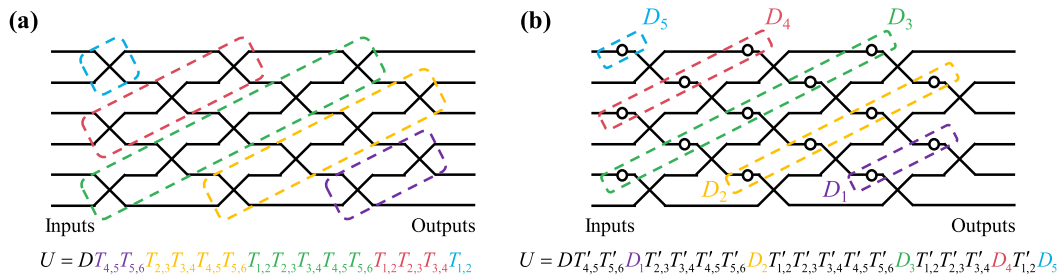 (a)
(b)
D₅
D₄
D₃
D₂
D₁
Inputs
Outputs
Inputs
Outputs
U = DT₄,₅T₅,₆T₂,₃T₃,₄T₄,₅T₅,₆T₁,₂T₂,₃T₃,₄T₄,₅T₅,₆T₁,₂T₂,₃T₃,₄T₁,₂
U = DT′₄,₅T′₅,₆D₁T′₂,₃T′₃,₄T′₄,₅T′₅,₆D₂T′₁,₂T′₂,₃T′₃,₄T′₄,₅T′₅,₆D₃T′₁,₂T′₂,₃T′₃,₄D₄T′₁,₂D₅